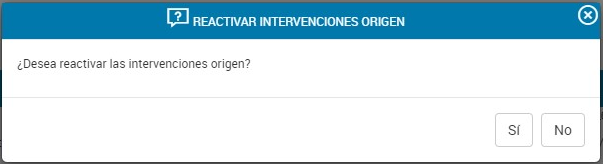 REACTIVAR INTERVENCIONES ORIGEN
¿Desea reactivar las intervenciones origen?
Sí No